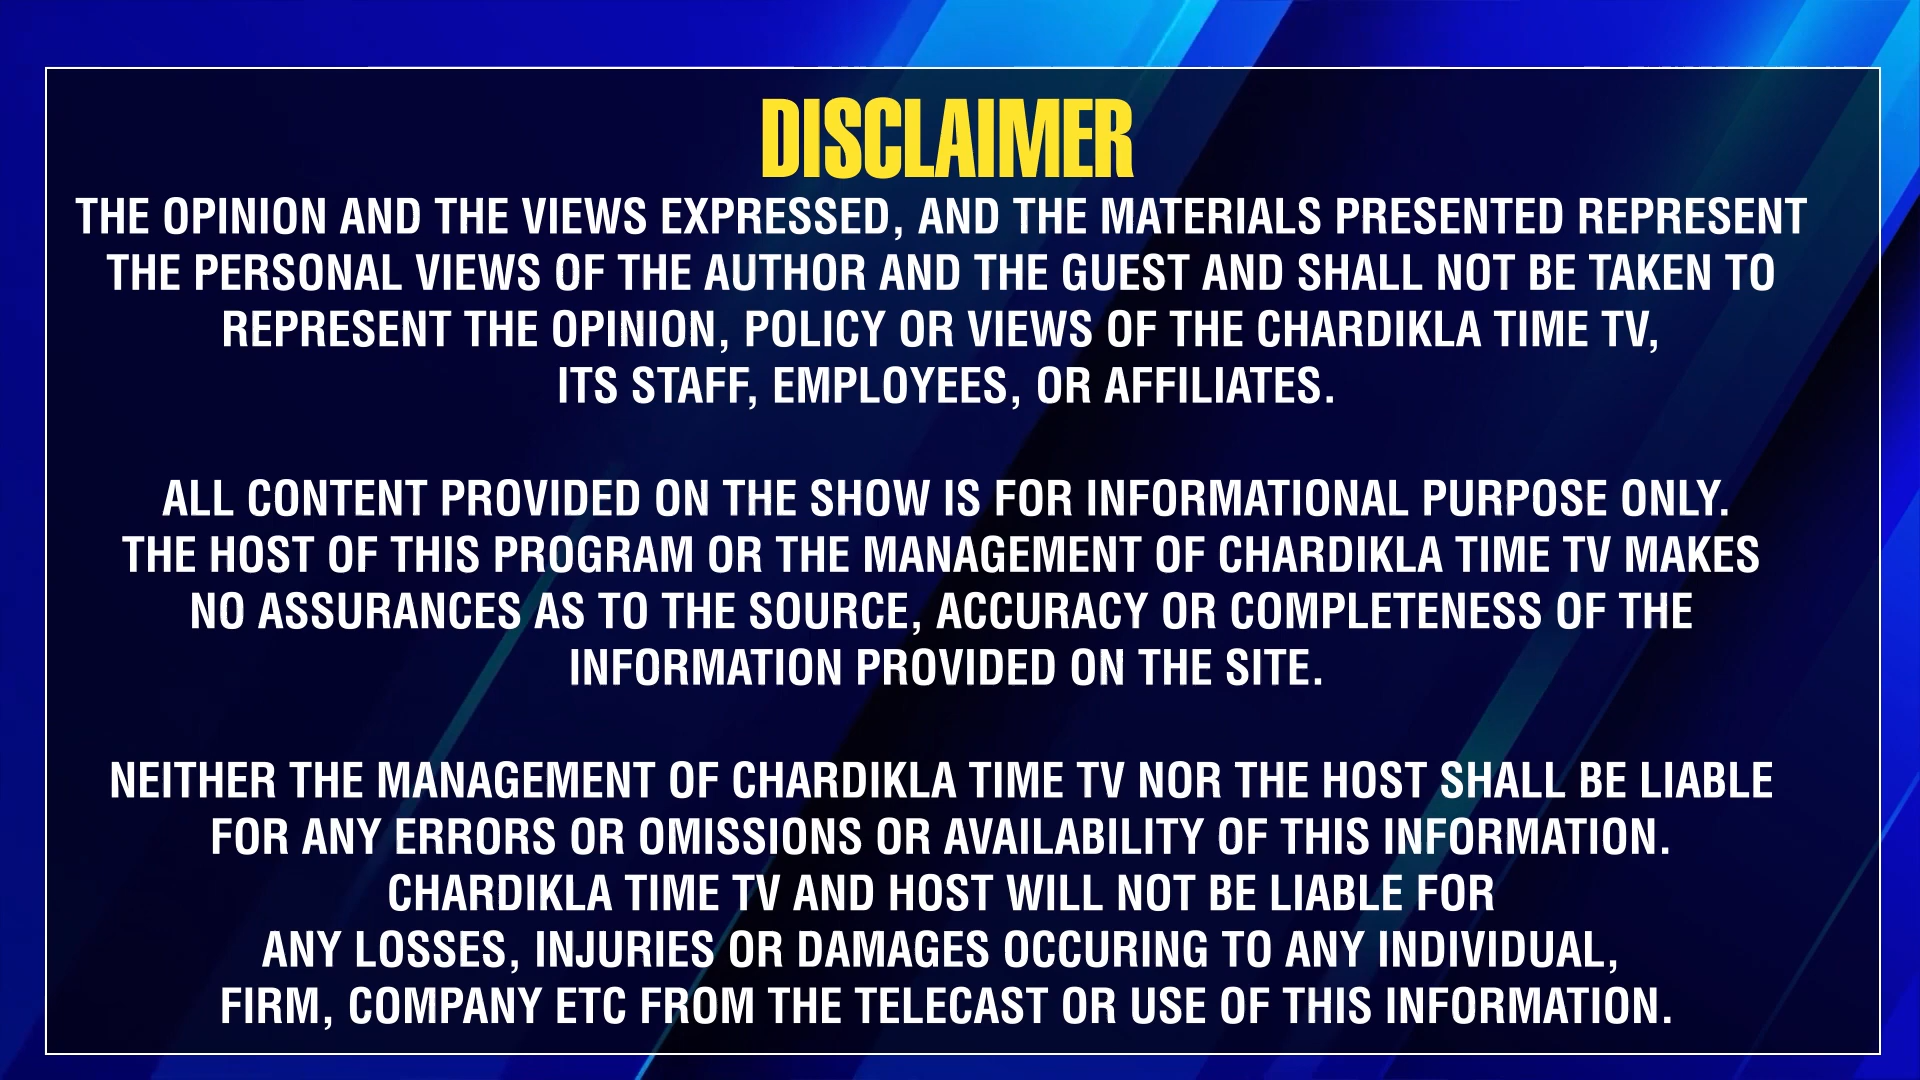 DISCLAIMER
THE OPINION AND THE VIEWS EXPRESSED, AND THE MATERIALS PRESENTED REPRESENT
THE PERSONAL VIEWS OF THE AUTHOR AND THE GUEST AND SHALL NOT BE TAKEN TO
REPRESENT THE OPINION, POLICY OR VIEWS OF THE CHARDIKLA TIME TV,
ITS STAFF, EMPLOYEES, OR AFFILIATES.
ALL CONTENT PROVIDED ON THE SHOW IS FOR INFORMATIONAL PURPOSE ONLY.
THE HOST OF THIS PROGRAM OR THE MANAGEMENT OF CHARDIKLA TIME TV MAKES
NO ASSURANCES AS TO THE SOURCE, ACCURACY OR COMPLETENESS OF THE
INFORMATION PROVIDED ON THE SITE.
NEITHER THE MANAGEMENT OF CHARDIKLA TIME TV NOR THE HOST SHALL BE LIABLE
FOR ANY ERRORS OR OMISSIONS OR AVAILABILITY OF THIS INFORMATION.
CHARDIKLA TIME TV AND HOST WILL NOT BE LIABLE FOR
ANY LOSSES, INJURIES OR DAMAGES OCCURING TO ANY INDIVIDUAL,
FIRM, COMPANY ETC FROM THE TELECAST OR USE OF THIS INFORMATION.